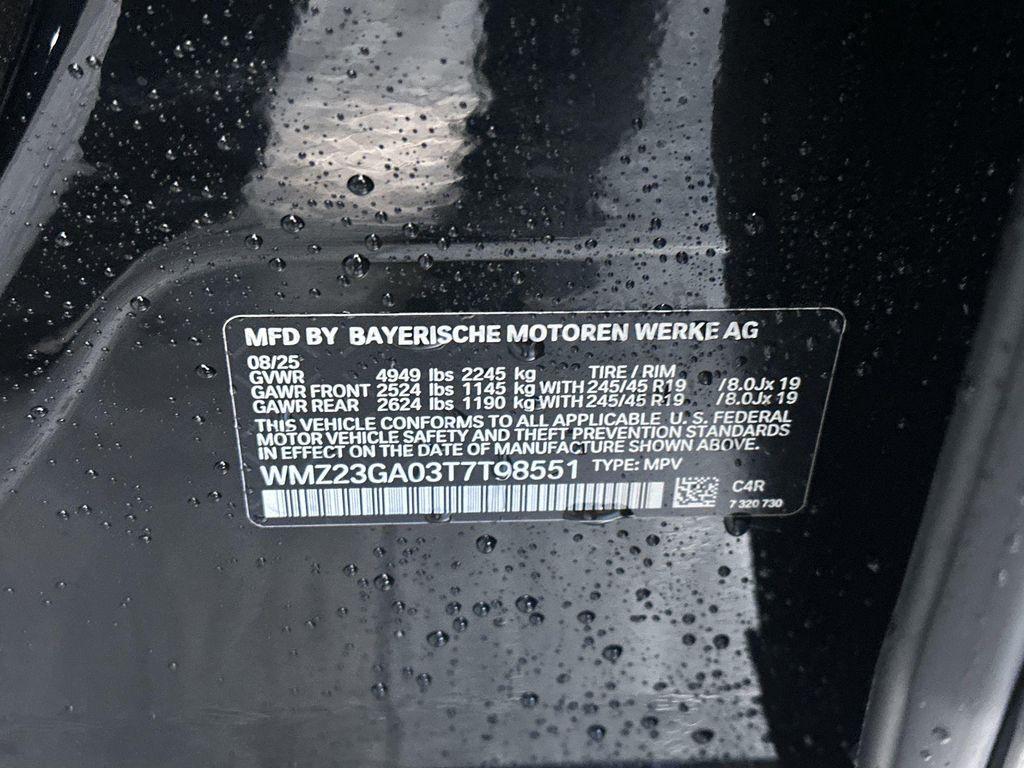 MFD BY BAYERISCHE MOTOREN WERKE AG
08/25
GVWR 4949 lbs 2245 kg TIRE / RIM
GAWR FRONT 2524 lbs 1145 kg WITH 245/45 R19 /8.0Jx 19
GAWR REAR 2624 lbs 1190 kg WITH 245/45 R19 /8.0Jx 19
THIS VEHICLE CONFORMS TO ALL APPLICABLE U. S. FEDERAL
MOTOR VEHICLE SAFETY AND THEFT PREVENTION STANDARDS
IN EFFECT ON THE DATE OF MANUFACTURE SHOWN ABOVE.
WMZ23GA03T7T98551 TYPE: MPV
C4R
7 320 730